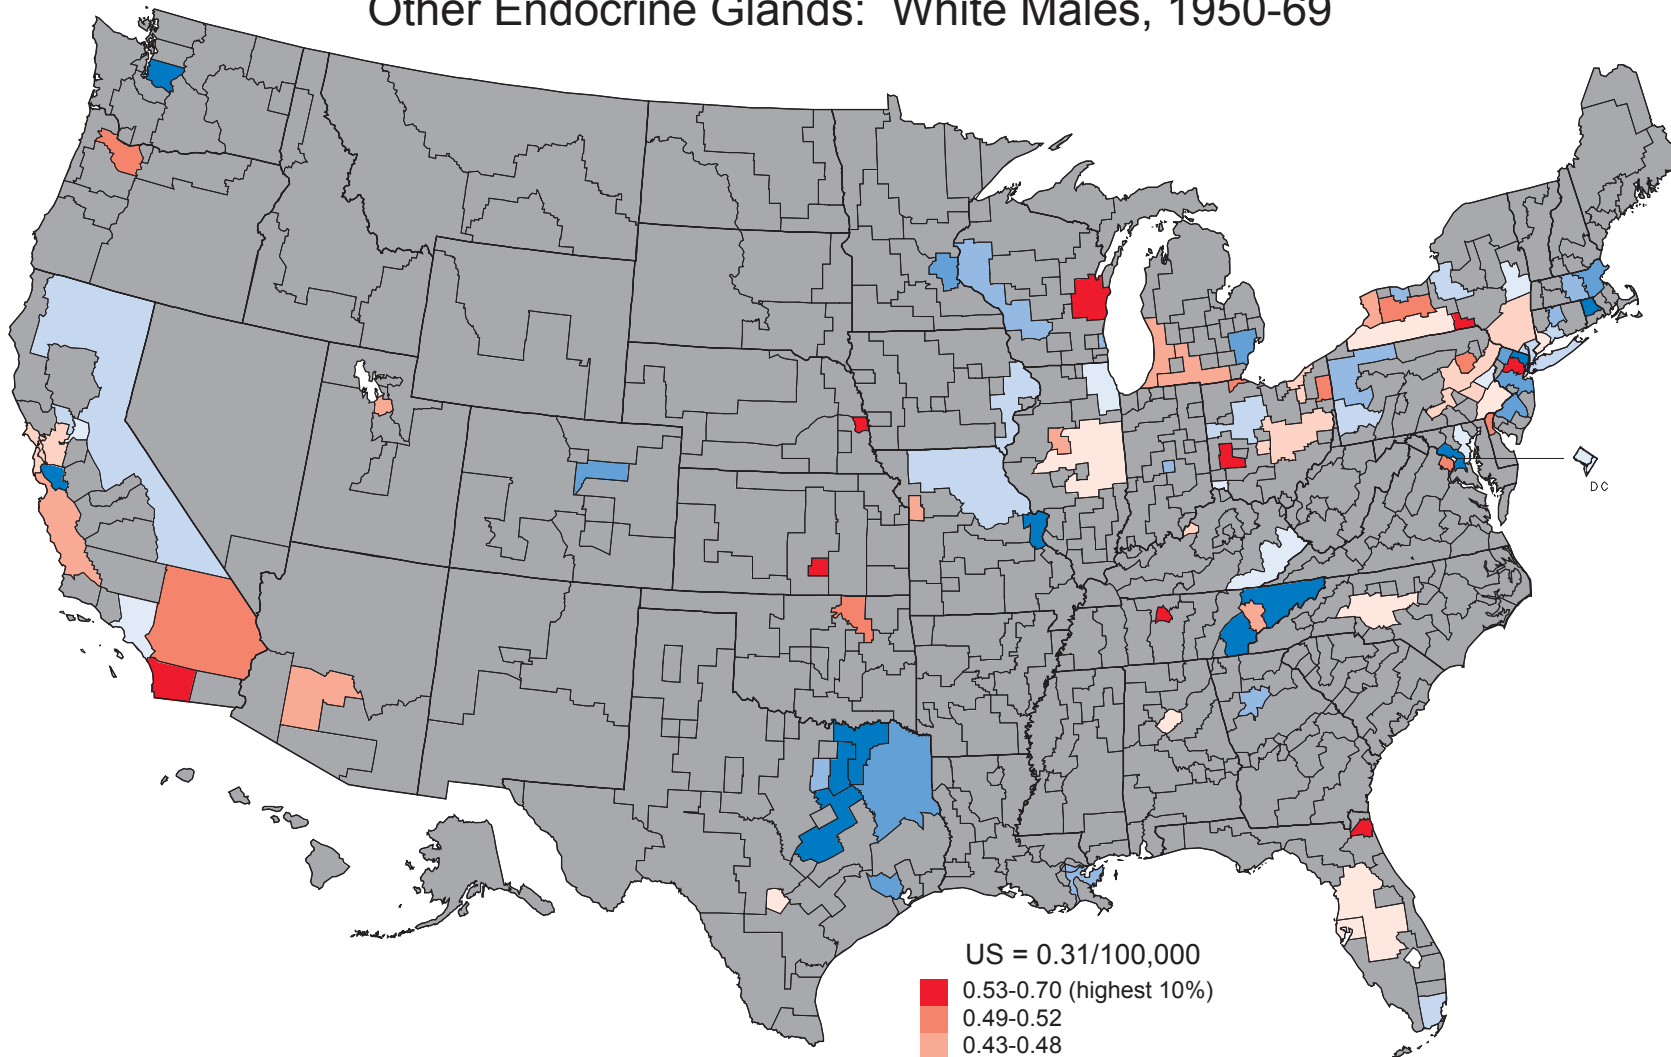 Other Endocrine Glands: White Males, 1950-69
DC
US = 0.31/100,000
0.53-0.70 (highest 10%)
0.49-0.52
0.43-0.48